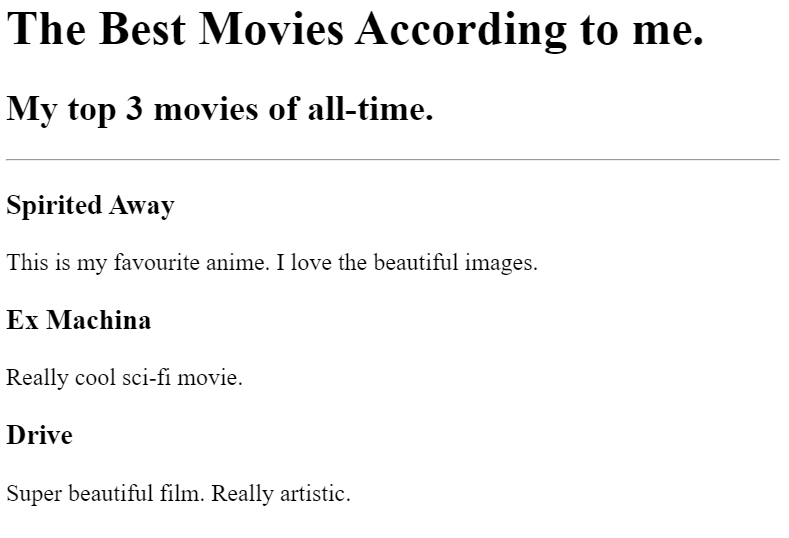 The Best Movies According to me.
My top 3 movies of all-time.
Spirited Away
This is my favourite anime. I love the beautiful images.
Ex Machina
Really cool sci-fi movie.
Drive
Super beautiful film. Really artistic.